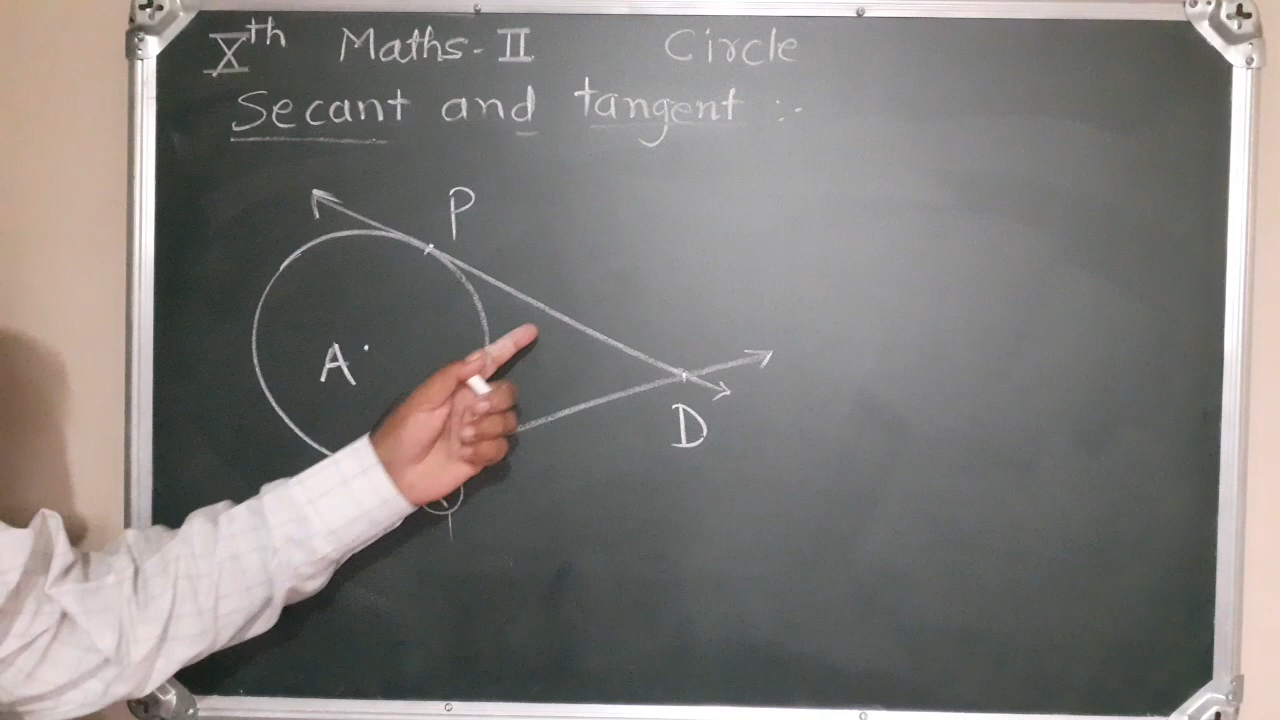 Xth Maths-II Circle
Secant and tangent :-
P
A
D